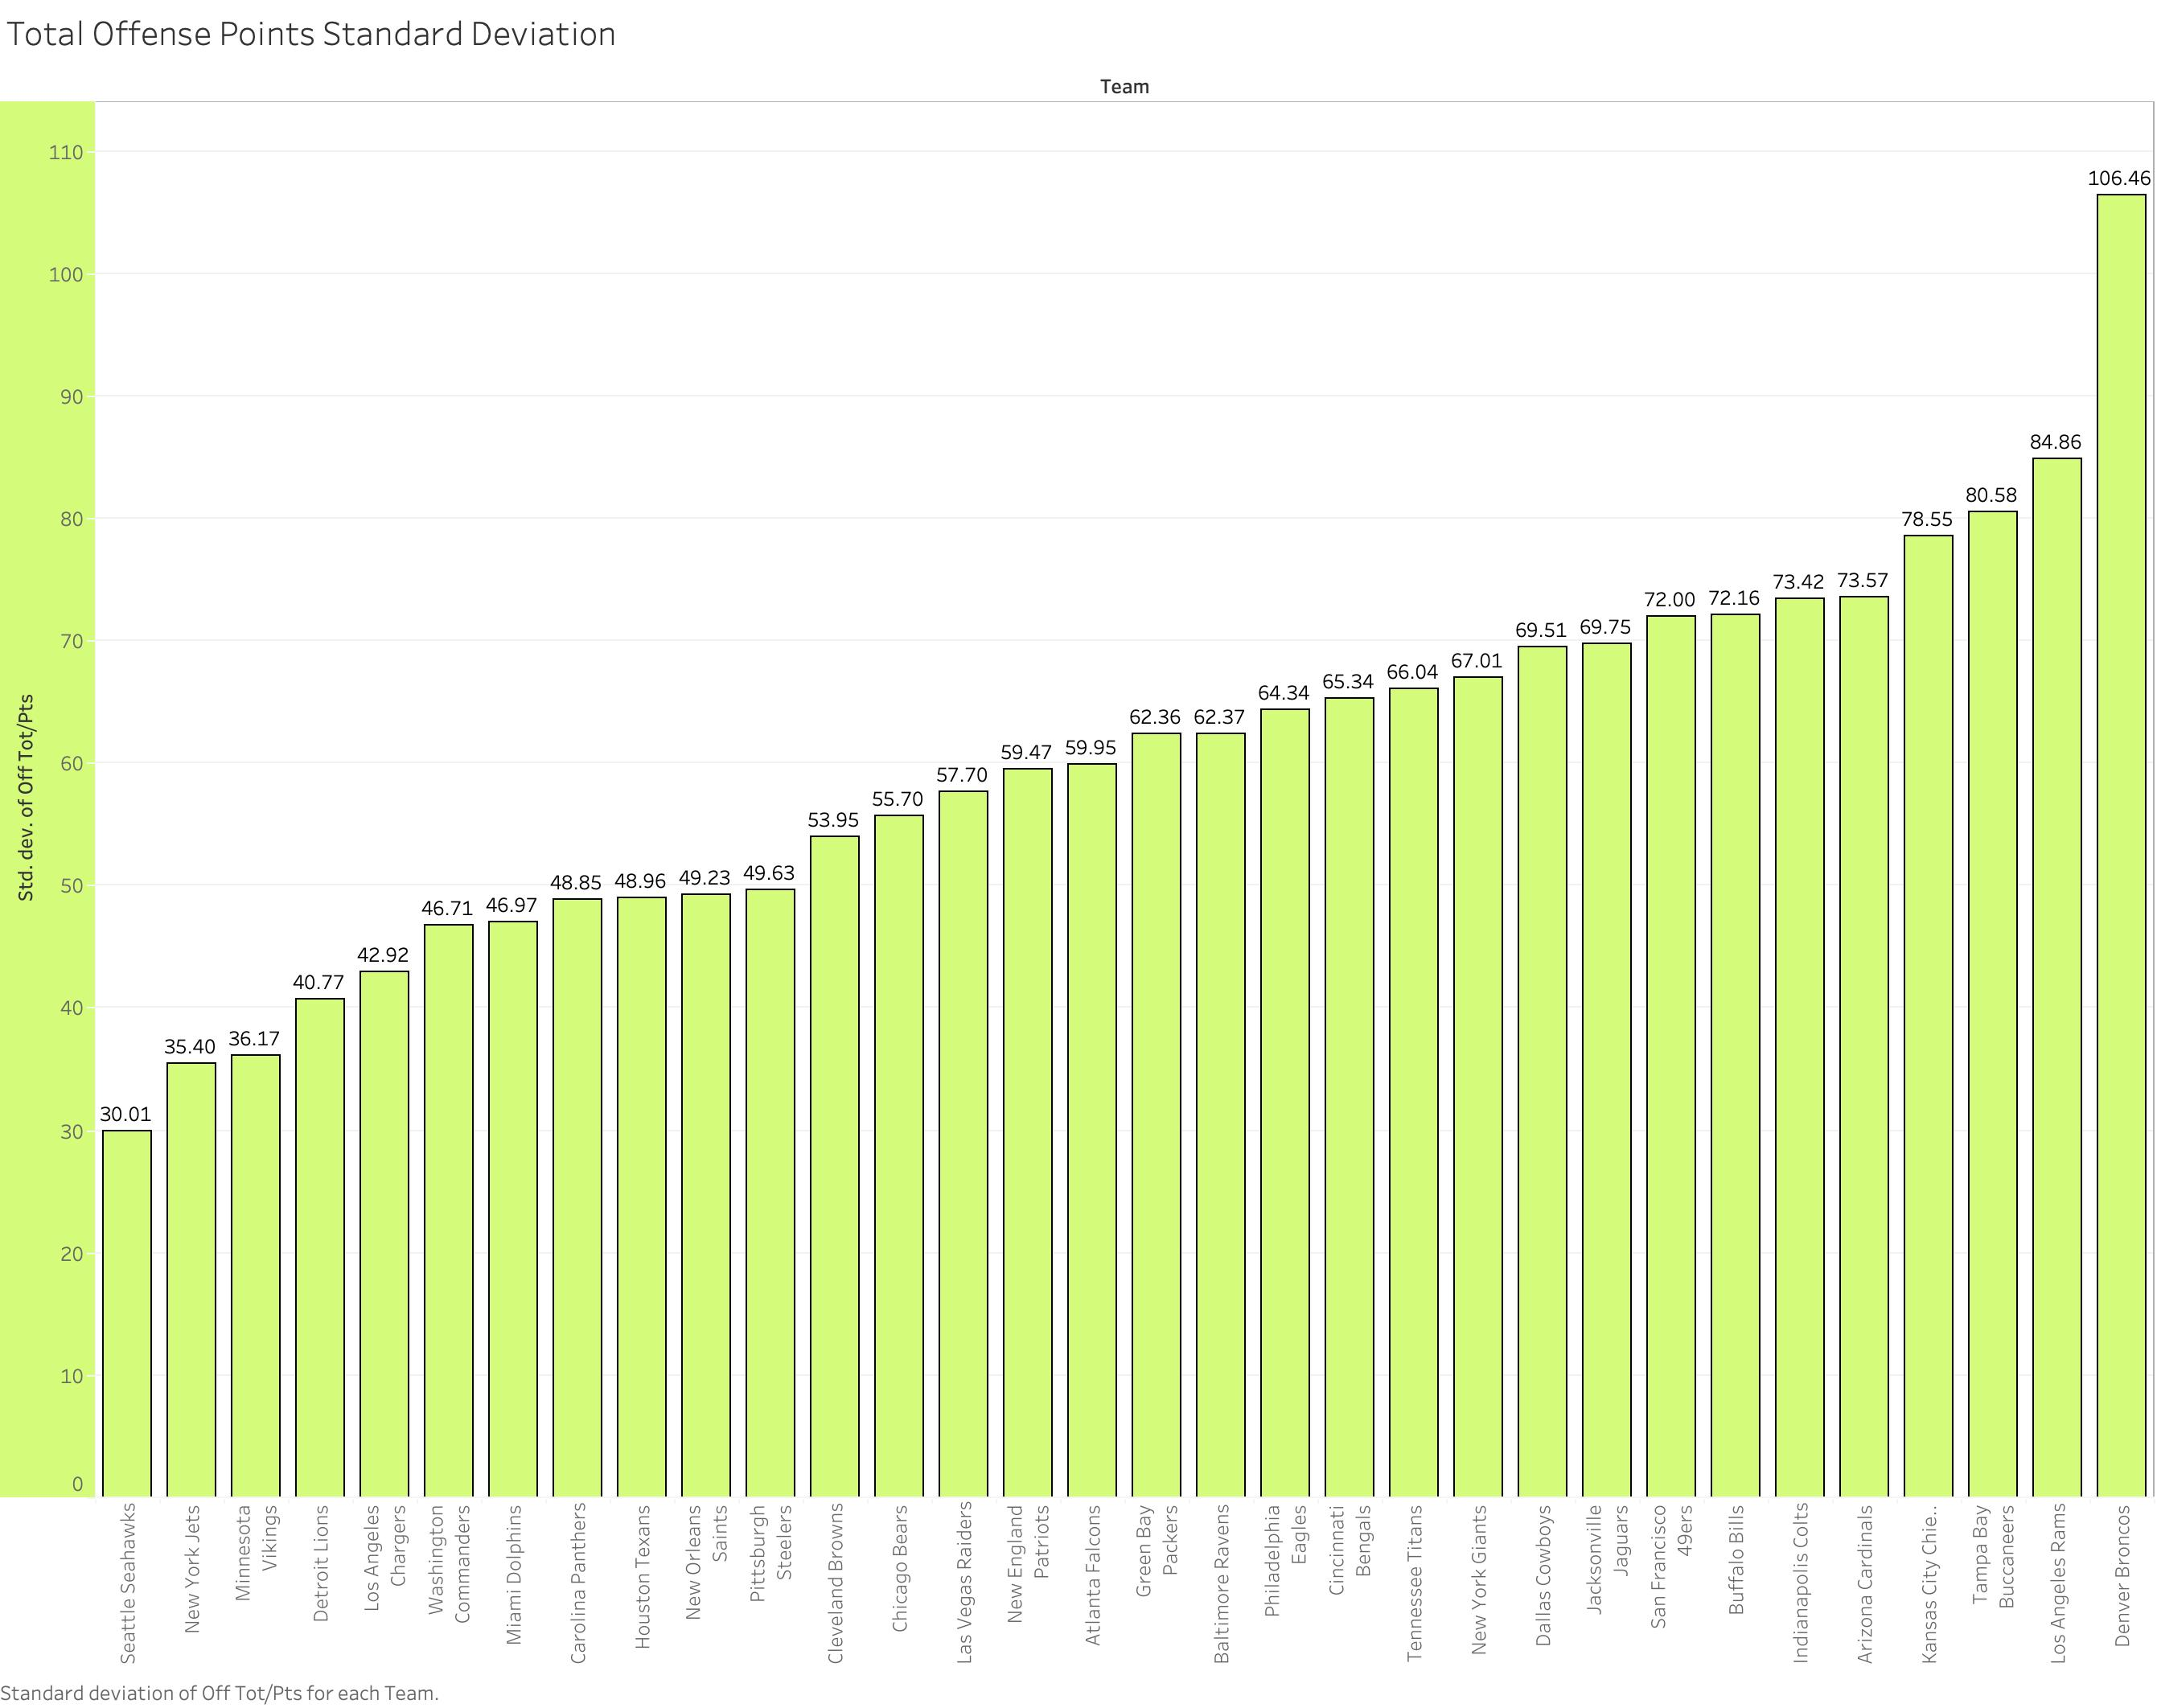 Total Offense Points Standard Deviation
Team
110
100
90
80
70
60
50
40
30
20
10
0
Std. dev. of Off Tot/Pts
30.01
35.40
36.17
40.77
42.92
46.71
46.97
48.85
48.96
49.23
49.63
53.95
55.70
57.70
59.47
59.95
62.36
62.37
64.34
65.34
66.04
67.01
69.51
69.75
72.00
72.16
73.42
73.57
78.55
80.58
84.86
106.46
Seattle Seahawks
New York Jets
Minnesota
Vikings
Detroit Lions
Los Angeles
Chargers
Washington
Commanders
Miami Dolphins
Carolina Panthers
Houston Texans
New Orleans
Saints
Pittsburgh
Steelers
Cleveland Browns
Chicago Bears
Las Vegas Raiders
New England
Patriots
Atlanta Falcons
Green Bay
Packers
Baltimore Ravens
Philadelphia
Eagles
Cincinnati
Bengals
Tennessee Titans
New York Giants
Dallas Cowboys
Jacksonville
Jaguars
San Francisco
49ers
Buffalo Bills
Indianapolis Colts
Arizona Cardinals
Kansas City Chie..
Tampa Bay
Buccaneers
Los Angeles Rams
Denver Broncos
Standard deviation of Off Tot/Pts for each Team.